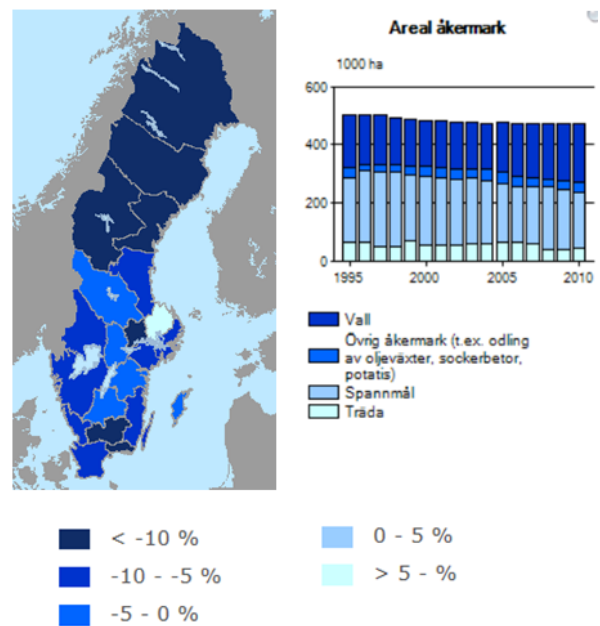 Areal åkermark
1000 ha
600
400
200
0
1995
2000
2005
2010
Vall
Övrig åkermark (t.ex. odling
av oljeväxter, sockerbetor,
potatis)
Spannmål
Träda
< -10 %
-10 - -5 %
-5 - 0 %
0 - 5 %
> 5 - %